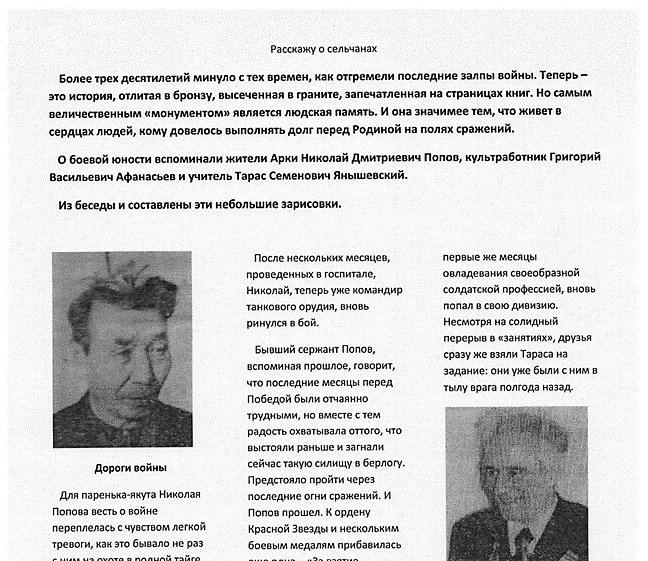 Расскажу о сельчанах
Более трех десятилетий минуло с тех времен, как отгремели последние залпы войны. Теперь –
это история, отлитая в бронзу, высеченная в граните, запечатленная на страницах книг. Но самым
величественным «монументом» является людская память. И она значимее тем, что живет в
сердцах людей, кому довелось выполнять долг перед Родиной на полях сражений.
О боевой юности вспоминали жители Арки Николай Дмитриевич Попов, культработник Григорий
Васильевич Афанасьев и учитель Тарас Семенович Янышевский.
Из беседы и составлены эти небольшие зарисовки.
Дороги войны
Для паренька-якута Николая
Попова весть о войне
переплелась с чувством легкой
тревоги, как это бывало не раз
с ним на охоте в родной тайге
После нескольких месяцев,
проведенных в госпитале,
Николай, теперь уже командир
танкового орудия, вновь
ринулся в бой.
Бывший сержант Попов,
вспоминая прошлое, говорит,
что последние месяцы перед
Победой были отчаянно
трудными, но вместе с тем
радость охватывала оттого, что
выстояли раньше и загнали
сейчас такую силищу в берлогу.
Предстояло пройти через
последние огни сражений. И
Попов прошел. К ордену
Красной Звезды и нескольким
боевым медалям прибавилась
еще одна – «За взятие
первые же месяцы
овладевания своеобразной
солдатской профессией, вновь
попал в свою дивизию.
Несмотря на солидный
перерыв в «занятиях», друзья
сразу же взяли Тараса на
задание: они уже были с ним в
тылу врага полгода назад.